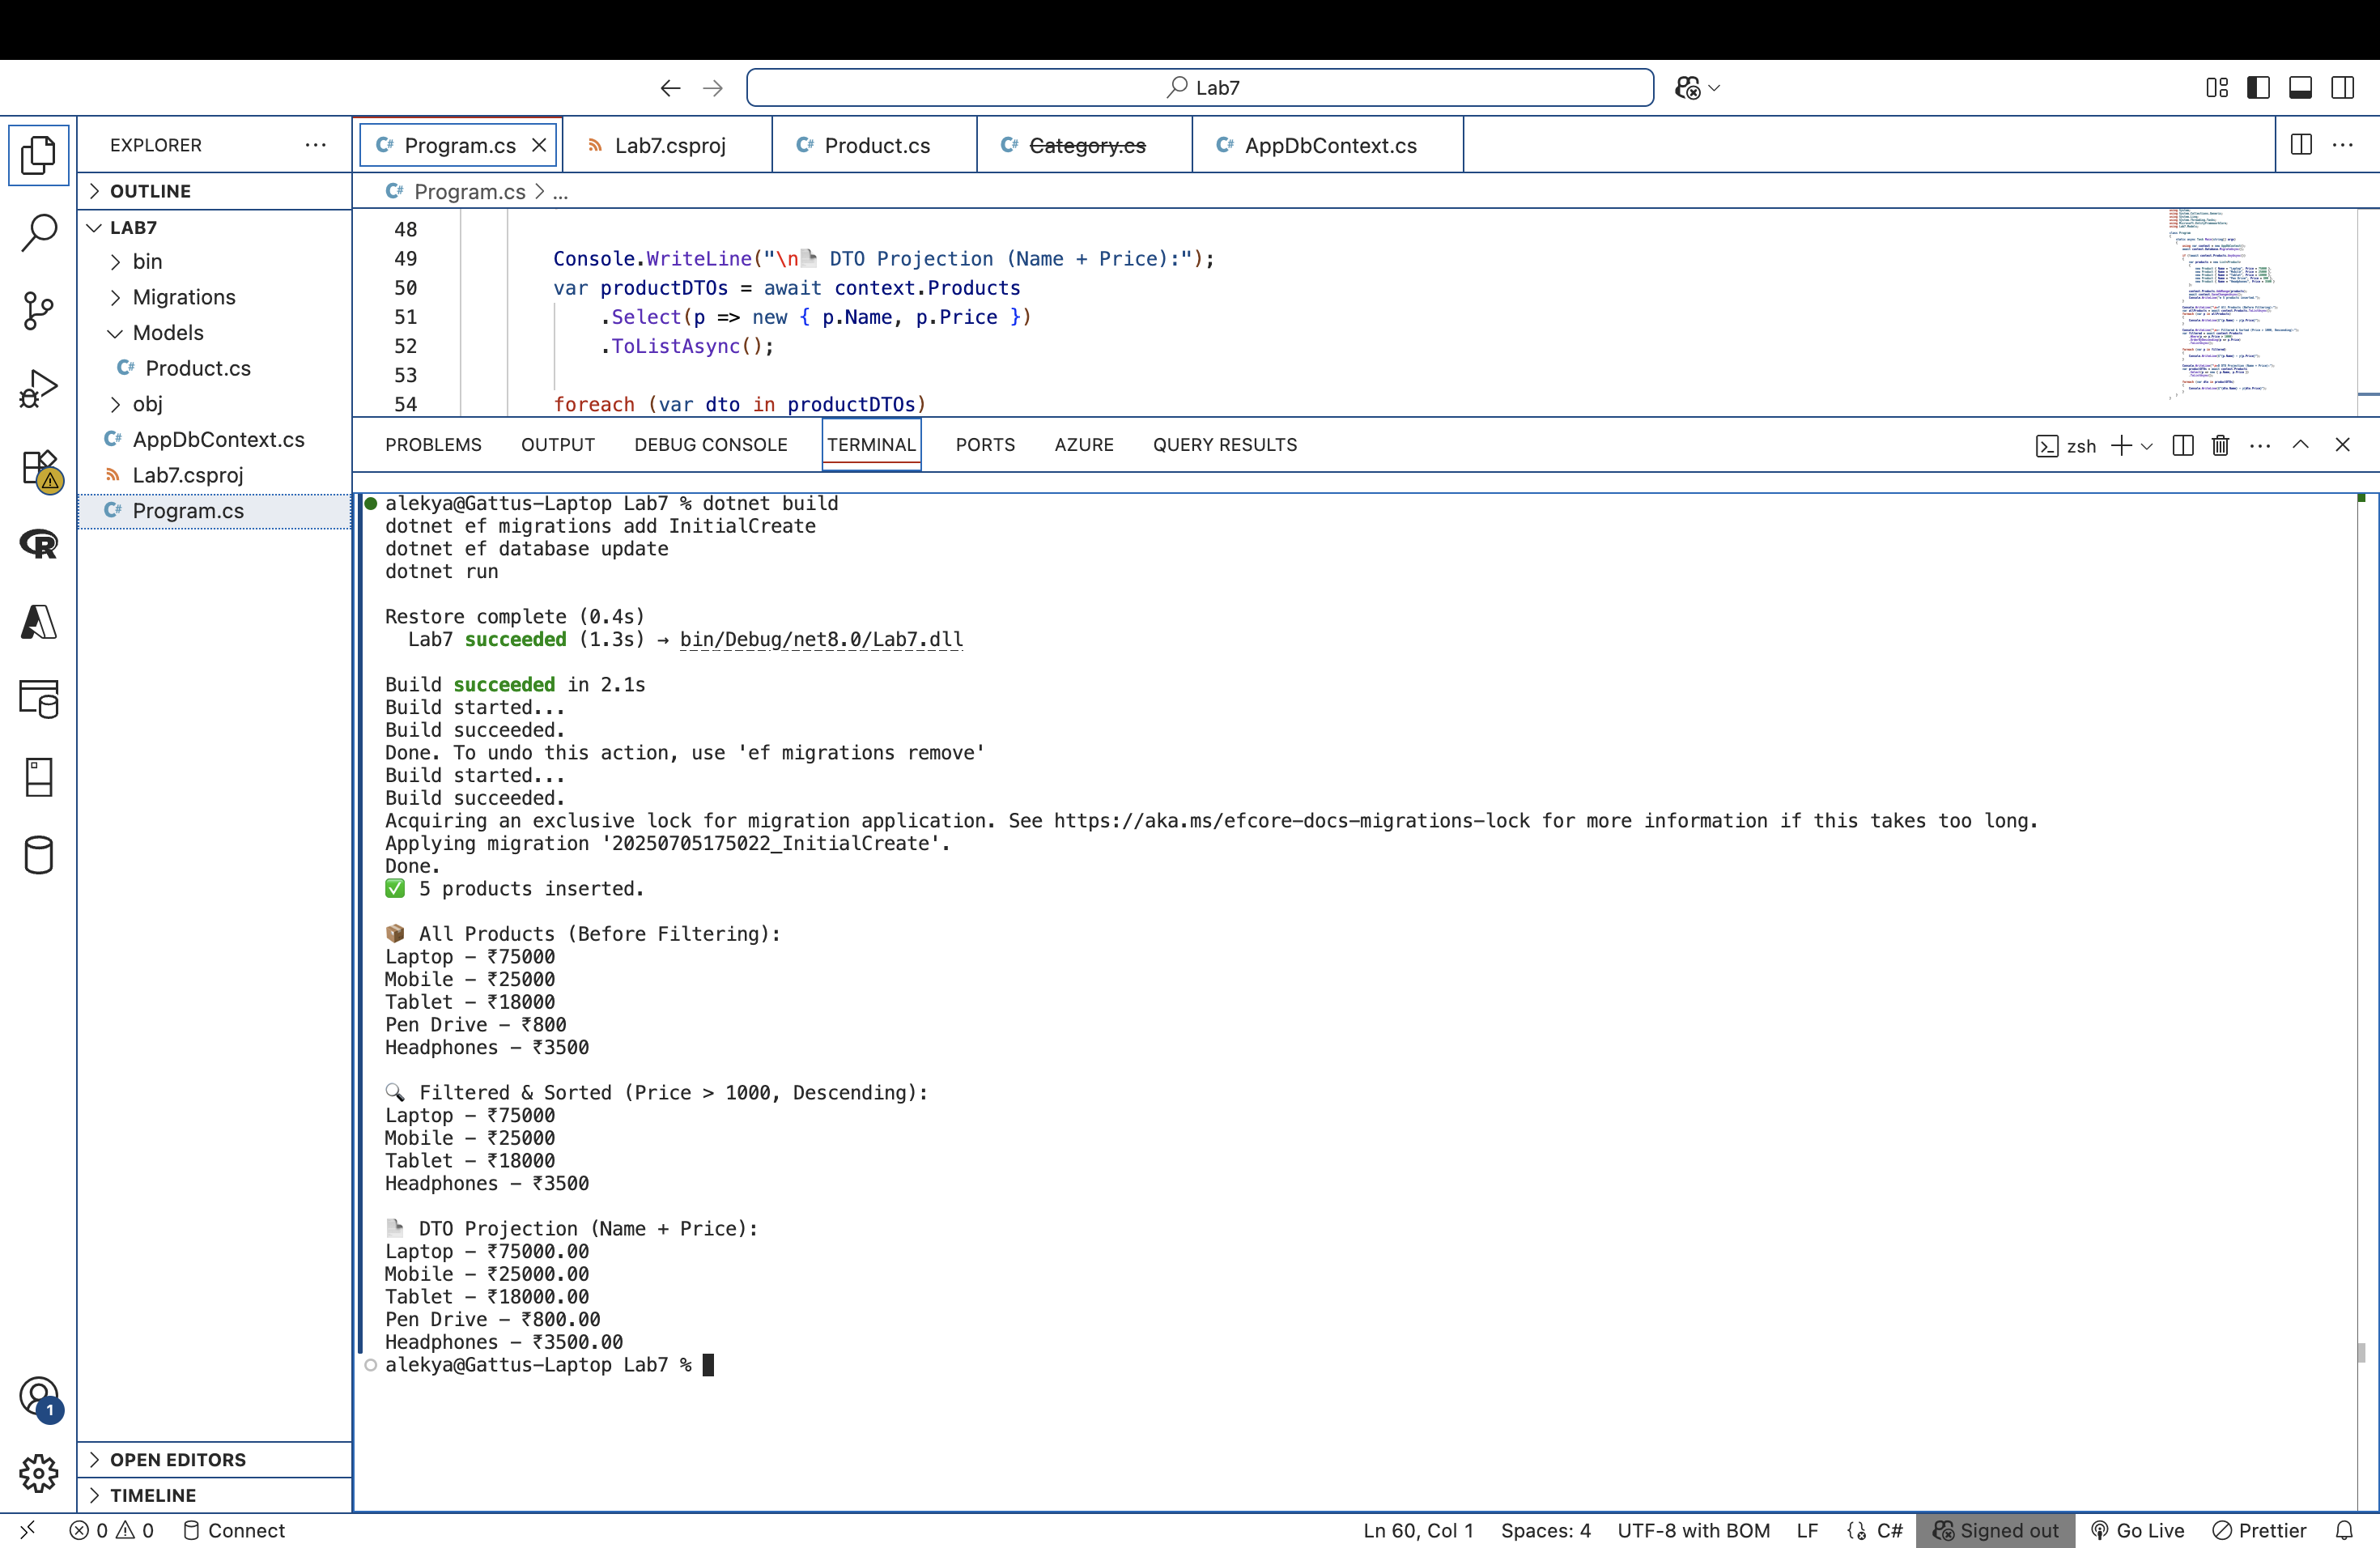 Lab7
EXPLORER
Program.cs
Lab7.csproj
Product.cs
Category.cs
AppDbContext.cs
OUTLINE
LAB7
bin
Migrations
Models
Product.cs
obj
AppDbContext.cs
Lab7.csproj
Program.cs
OPEN EDITORS
TIMELINE
Program.cs > ...
48
49 Console.WriteLine("\n📄 DTO Projection (Name + Price):");
50 var productDTOs = await context.Products
51 .Select(p => new { p.Name, p.Price })
52 .ToListAsync();
53
54 foreach (var dto in productDTOs)
PROBLEMS OUTPUT DEBUG CONSOLE TERMINAL PORTS AZURE QUERY RESULTS
zsh
alekya@Gattus-Laptop Lab7 % dotnet build
dotnet ef migrations add InitialCreate
dotnet ef database update
dotnet run
Restore complete (0.4s)
Lab7 succeeded (1.3s) → bin/Debug/net8.0/Lab7.dll
Build succeeded in 2.1s
Build started...
Build succeeded.
Done. To undo this action, use 'ef migrations remove'
Build started...
Build succeeded.
Acquiring an exclusive lock for migration application. See https://aka.ms/efcore-docs-migrations-lock for more information if this takes too long.
Applying migration '20250705175022_InitialCreate'.
Done.
✅ 5 products inserted.
📦 All Products (Before Filtering):
Laptop - ₹75000
Mobile - ₹25000
Tablet - ₹18000
Pen Drive - ₹800
Headphones - ₹3500
🔍 Filtered & Sorted (Price > 1000, Descending):
Laptop - ₹75000
Mobile - ₹25000
Tablet - ₹18000
Headphones - ₹3500
📄 DTO Projection (Name + Price):
Laptop - ₹75000.00
Mobile - ₹25000.00
Tablet - ₹18000.00
Pen Drive - ₹800.00
Headphones - ₹3500.00
alekya@Gattus-Laptop Lab7 %
1
0 0 Connect
Ln 60, Col 1 Spaces: 4 UTF-8 with BOM LF C# Signed out Go Live Prettier